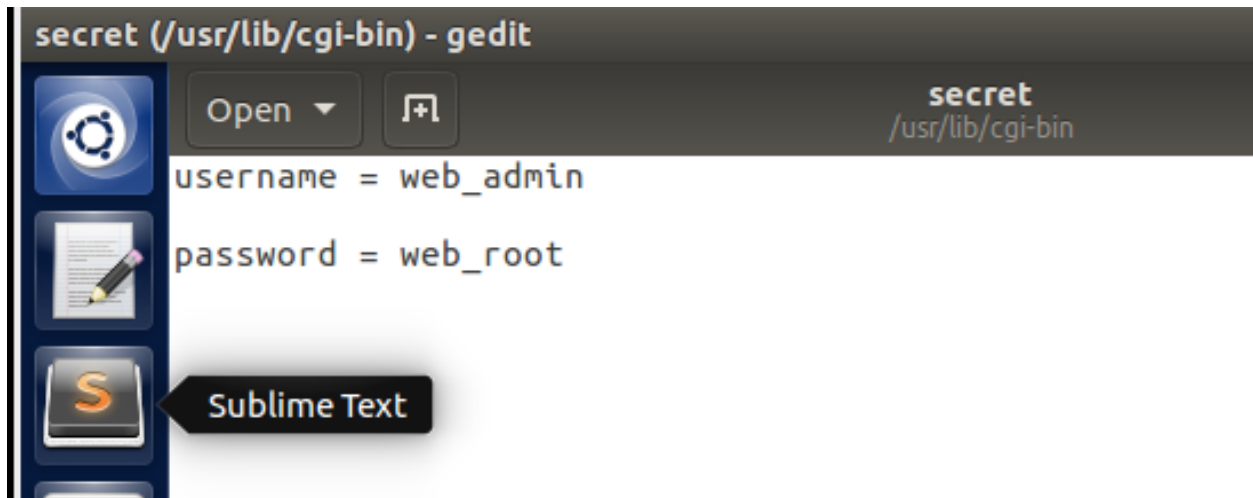 secret (/usr/lib/cgi-bin) - gedit
Open
secret
/usr/lib/cgi-bin
username = web_admin
password = web_root
S
Sublime Text